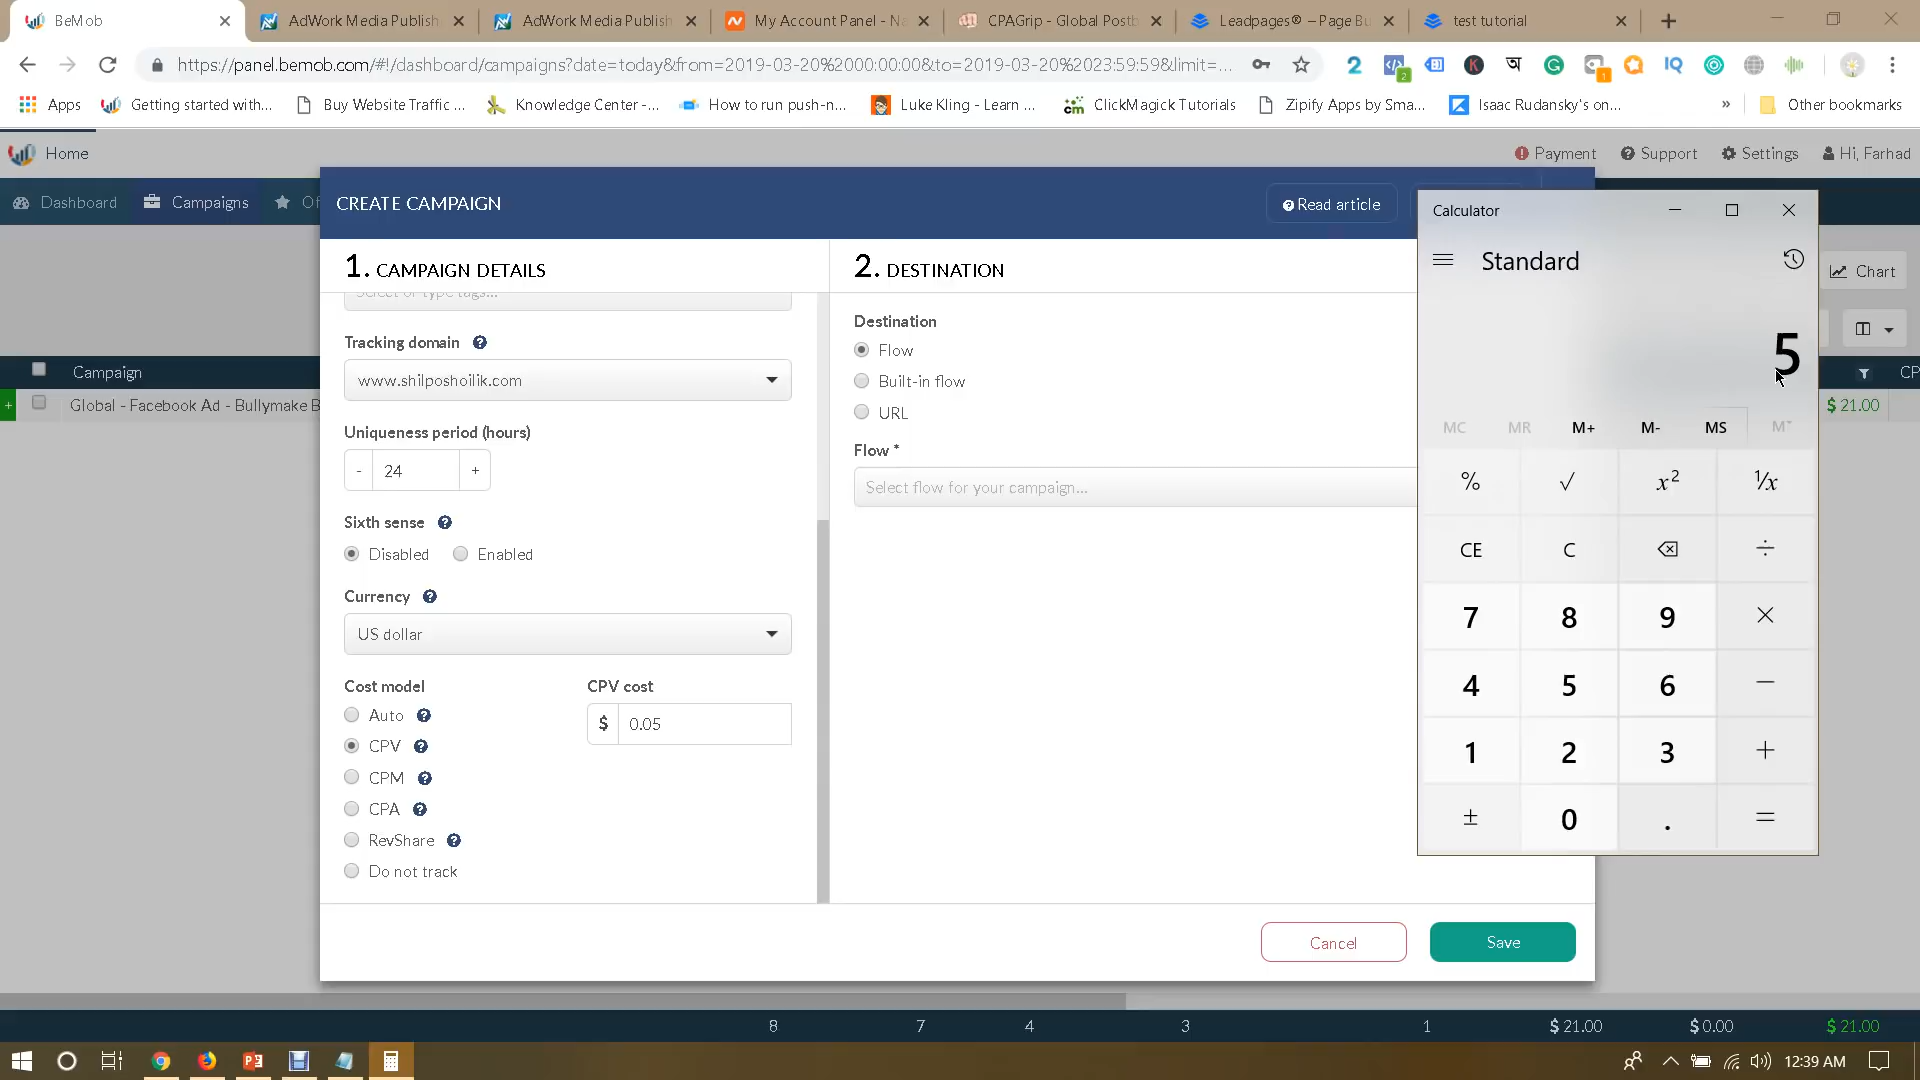 BeMob
AdWork Media Publish
AdWork Media Publish
My Account Panel - Na
CPAGrip - Global Postb
Leadpages® – Page Bu
test tutorial
https://panel.bemob.com/#!/dashboard/campaigns?date=today&from=2019-03-20%2000:00:00&to=2019-03-20%2023:59:59&limit=...
Apps
Getting started with...
Buy Website Traffic ...
Knowledge Center -...
How to run push-n...
Luke Kling - Learn ...
ClickMagick Tutorials
Zipify Apps by Sma...
Isaac Rudansky's on...
»
Other bookmarks
Home
Payment
Support
Settings
Hi, Farhad
Dashboard
Campaigns
Of
CREATE CAMPAIGN
Read article
1. CAMPAIGN DETAILS
2. DESTINATION
Select or type tags...
Tracking domain
www.shilposhoilik.com
Uniqueness period (hours)
- 24 +
Sixth sense
Disabled Enabled
Currency
US dollar
Cost model
Auto
CPV
CPM
CPA
RevShare
Do not track
CPV cost
$ 0.05
Destination
Flow
Built-in flow
URL
Flow *
Select flow for your campaign...
Cancel
Save
Chart
Campaign
CP
Global - Facebook Ad - Bullymake B
$ 21.00
Calculator
Standard
5
MC MR M+ M- MS M
% √ x² ¹/x
CE C ÷
7 8 9 ×
4 5 6 −
1 2 3 +
± 0 . =
8 7 4 3 1 $ 21.00 $ 0.00 $ 21.00
12:39 AM